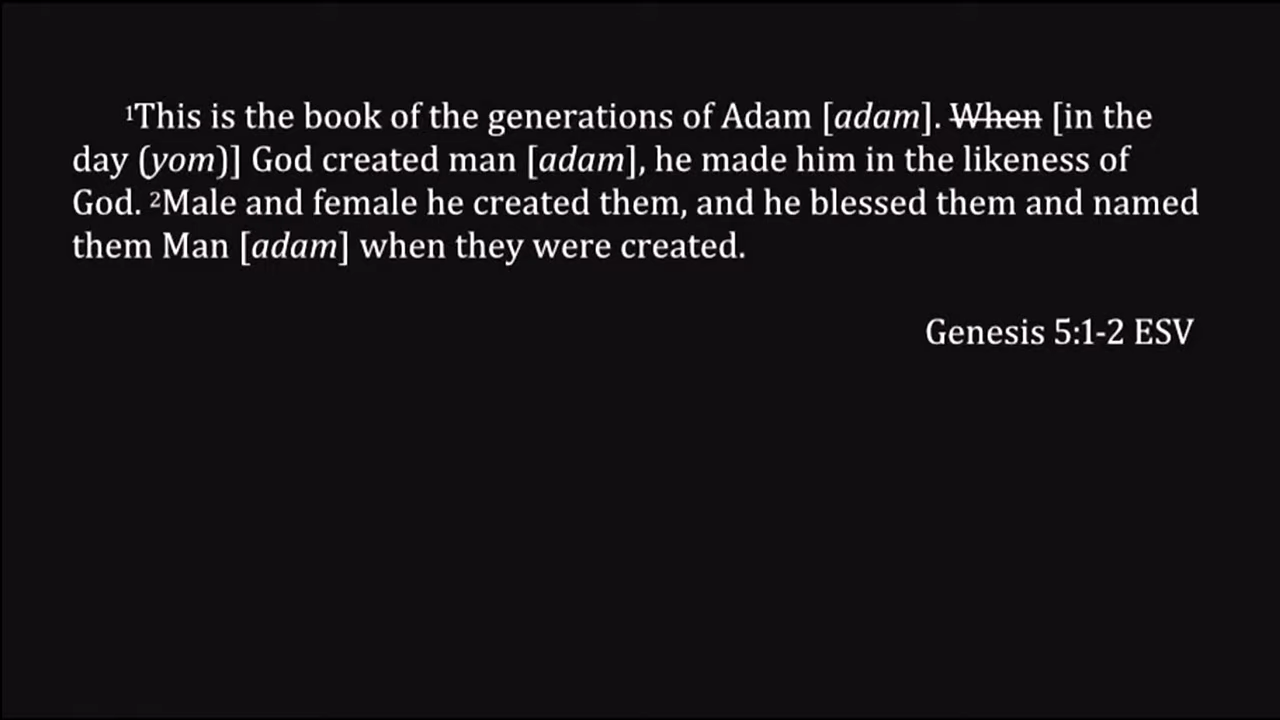 ¹This is the book of the generations of Adam [adam]. When [in the
day (yom)] God created man [adam], he made him in the likeness of
God. ²Male and female he created them, and he blessed them and named
them Man [adam] when they were created.
Genesis 5:1-2 ESV